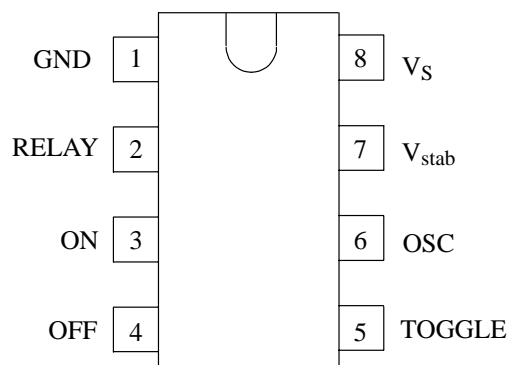 GND 1 8 V_S
RELAY 2 7 V_stab
ON 3 6 OSC
OFF 4 5 TOGGLE